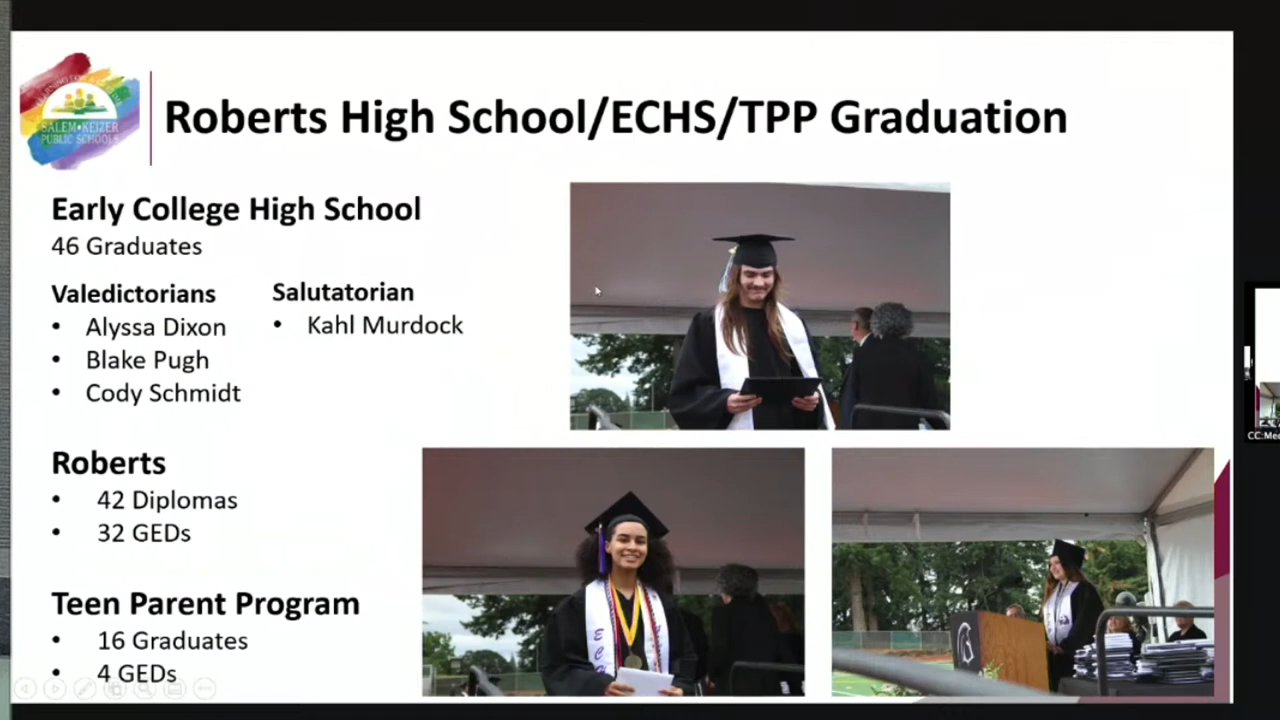 SALEM•KEIZER
PUBLIC SCHOOLS
Roberts High School/ECHS/TPP Graduation
Early College High School
46 Graduates
Valedictorians
• Alyssa Dixon
• Blake Pugh
• Cody Schmidt
Salutatorian
• Kahl Murdock
Roberts
• 42 Diplomas
• 32 GEDs
Teen Parent Program
• 16 Graduates
• 4 GEDs